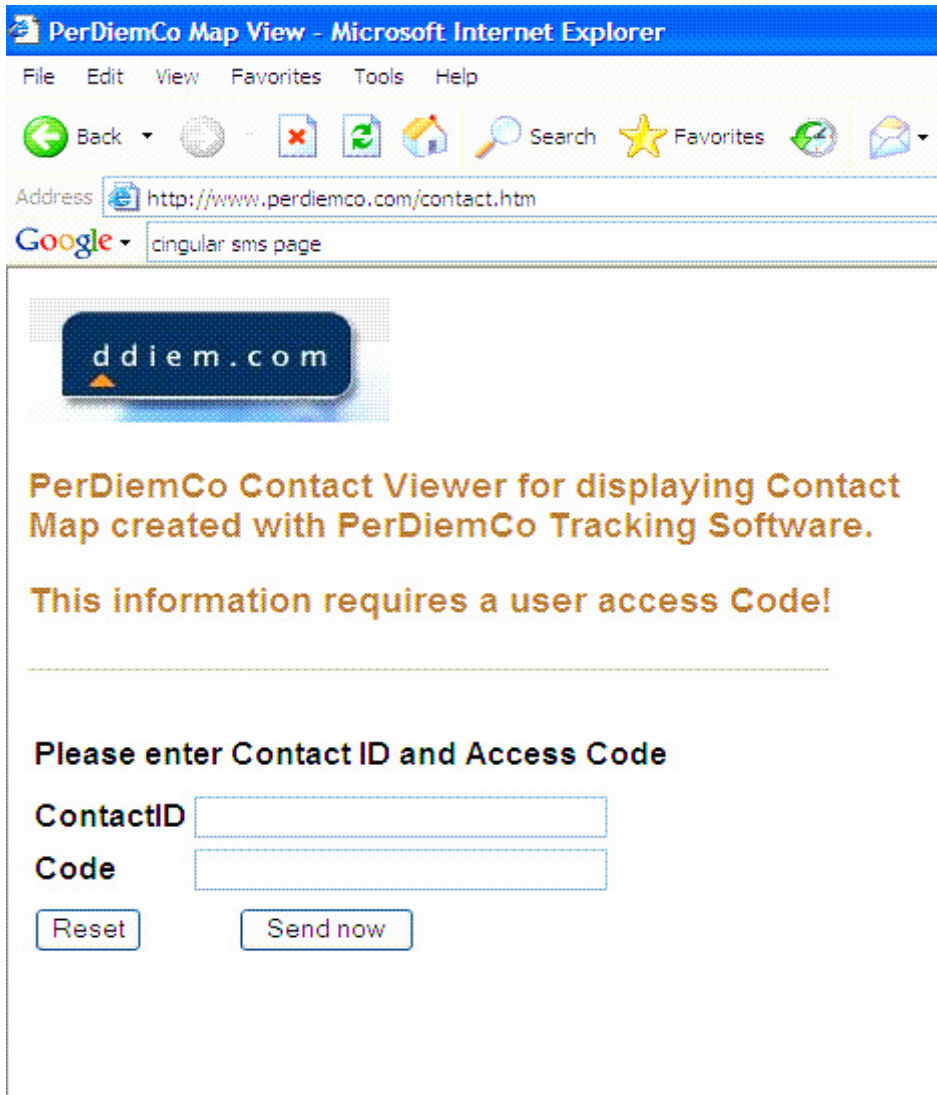 PerDiemCo Map View - Microsoft Internet Explorer
File Edit View Favorites Tools Help
Back Search Favorites
Address http://www.perdiemco.com/contact.htm
Google cingular sms page
ddiem.com
PerDiemCo Contact Viewer for displaying Contact
Map created with PerDiemCo Tracking Software.
This information requires a user access Code!
Please enter Contact ID and Access Code
ContactID
Code
Reset Send now